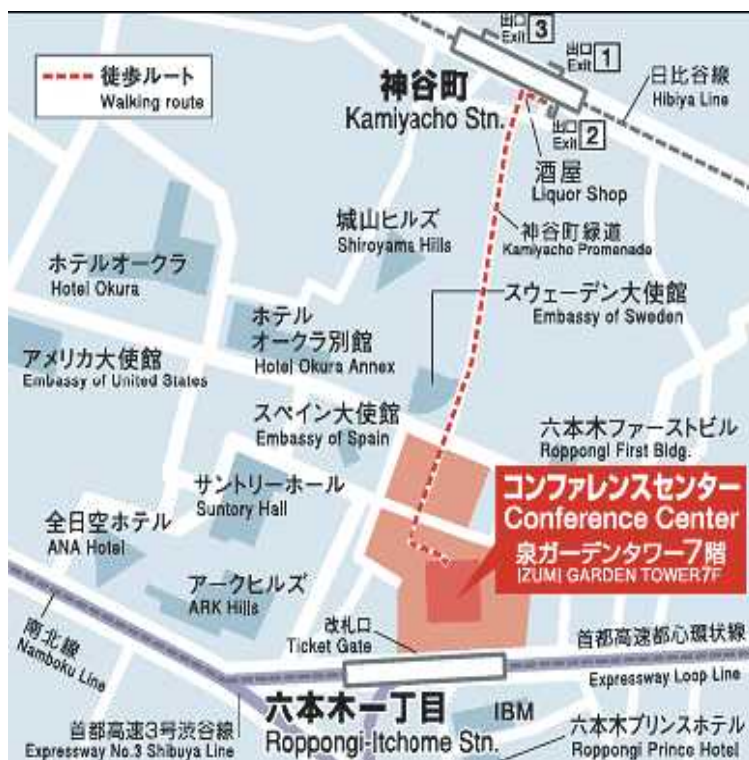 出口
Exit 3
出口
Exit 1
徒歩ルート
Walking route
神谷町
Kamiyacho Stn.
日比谷線
Hibiya Line
出口
Exit 2
酒屋
Liquor Shop
城山ヒルズ
Shiroyama Hills
神谷町緑道
Kamiyacho Promenade
ホテルオークラ
Hotel Okura
スウェーデン大使館
Embassy of Sweden
ホテル
オークラ別館
Hotel Okura Annex
アメリカ大使館
Embassy of United States
スペイン大使館
Embassy of Spain
六本木ファーストビル
Roppongi First Bldg.
サントリーホール
Suntory Hall
コンファレンスセンター
Conference Center
泉ガーデンタワー7階
IZUMI GARDEN TOWER7F
全日空ホテル
ANA Hotel
アークヒルズ
ARK Hills
南北線
Namboku Line
改札口
Ticket Gate
首都高速都心環状線
Expressway Loop Line
六本木一丁目
Roppongi-Itchome Stn.
IBM
首都高速3号渋谷線
Expressway No.3 Shibuya Line
六本木プリンスホテル
Roppongi Prince Hotel